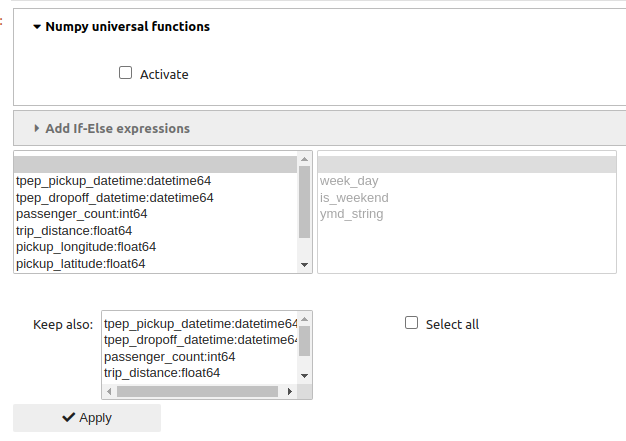 :
Numpy universal functions
Activate
Add If-Else expressions
tpep_pickup_datetime:datetime64
tpep_dropoff_datetime:datetime64
passenger_count:int64
trip_distance:float64
pickup_longitude:float64
pickup_latitude:float64
week_day
is_weekend
ymd_string
Keep also:
tpep_pickup_datetime:datetime64
tpep_dropoff_datetime:datetime64
passenger_count:int64
trip_distance:float64
Select all
Apply